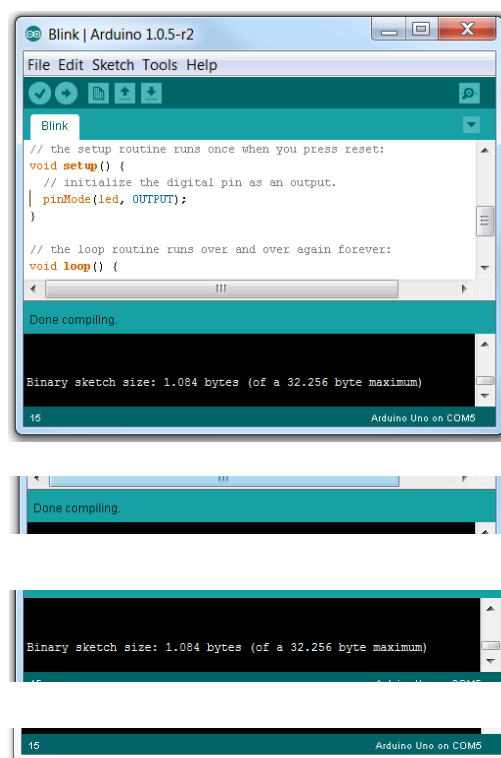 Blink | Arduino 1.0.5-r2
File Edit Sketch Tools Help
Blink
// the setup routine runs once when you press reset:
void setup() {
// initialize the digital pin as an output.
pinMode(led, OUTPUT);
}
// the loop routine runs over and over again forever:
void loop() {
Done compiling.
Binary sketch size: 1.084 bytes (of a 32.256 byte maximum)
15 Arduino Uno on COM5
Done compiling.
Binary sketch size: 1.084 bytes (of a 32.256 byte maximum)
15 Arduino Uno on COM5